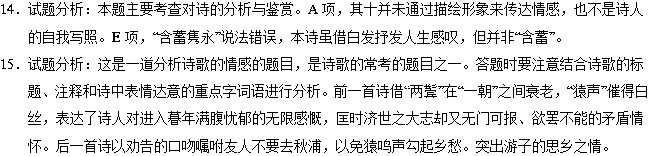 14．试题分析：本题主要考查对诗的分析与鉴赏。A 项，其十并未通过描绘形象来传达情感，也不是诗人
的自我写照。E 项，“含蓄隽永”说法错误，本诗虽借白发抒发人生感叹，但并非“含蓄”。
15．试题分析：这是一道分析诗歌的情感的题目，是诗歌的常考的题目之一。答题时要注意结合诗歌的标
题、注释和诗中表情达意的重点字词语进行分析。前一首诗借“两鬓”在“一朝”之间衰老，“猿声”催得白
丝，表达了诗人对进入暮年满腹忧郁的无限感慨，匡时济世之大志却又无门可报、欲罢不能的矛盾情
怀。后一首诗以劝告的口吻嘱咐友人不要去秋浦，以免猿鸣声勾起乡愁。突出游子的思乡之情。